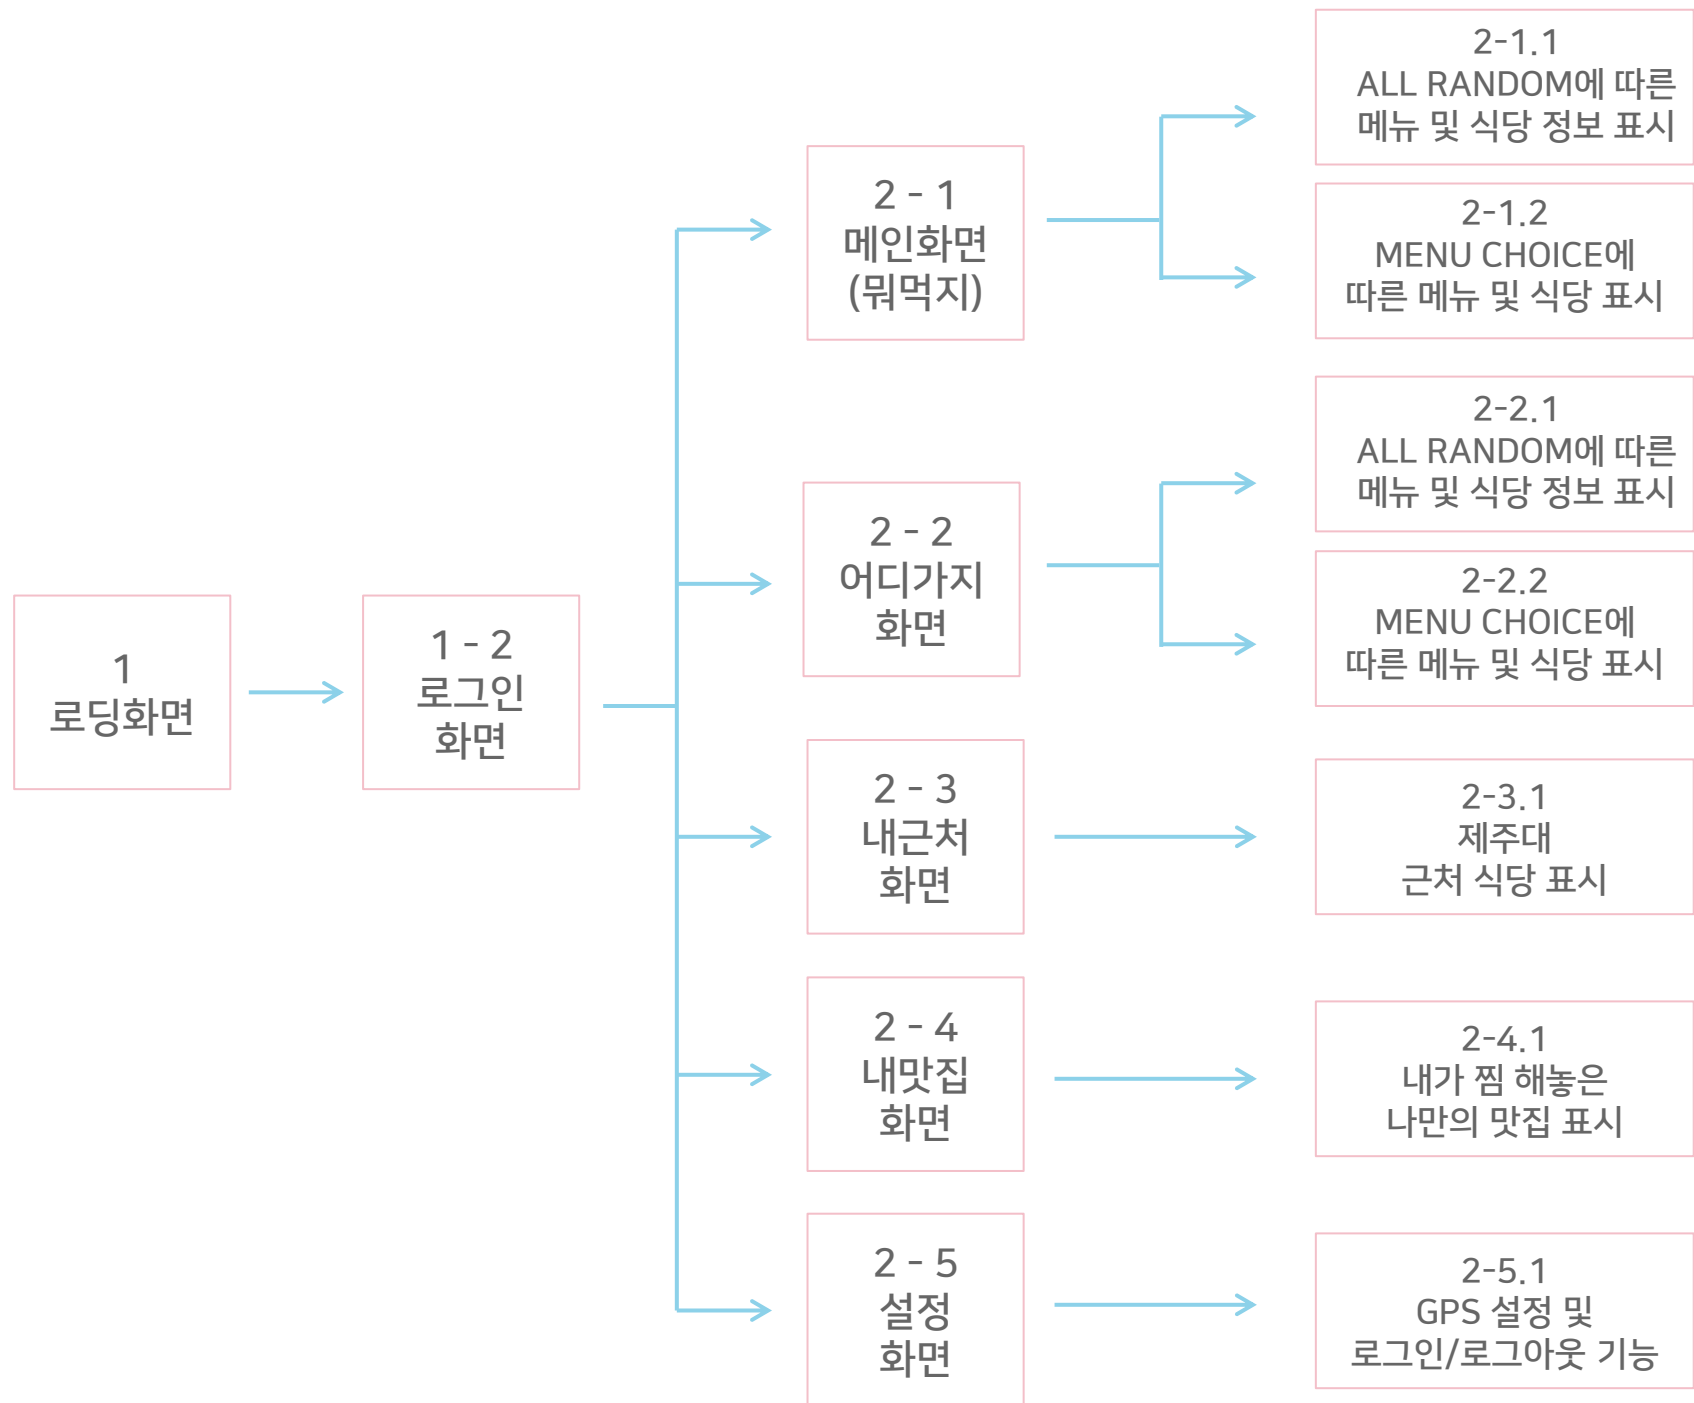 1
로딩화면
1 - 2
로그인
화면
2 - 1
메인화면
(뭐먹지)
2-1.1
ALL RANDOM에 따른
메뉴 및 식당 정보 표시
2-1.2
MENU CHOICE에
따른 메뉴 및 식당 표시
2 - 2
어디가지
화면
2-2.1
ALL RANDOM에 따른
메뉴 및 식당 정보 표시
2-2.2
MENU CHOICE에
따른 메뉴 및 식당 표시
2 - 3
내근처
화면
2-3.1
제주대
근처 식당 표시
2 - 4
내맛집
화면
2-4.1
내가 찜 해놓은
나만의 맛집 표시
2 - 5
설정
화면
2-5.1
GPS 설정 및
로그인/로그아웃 기능